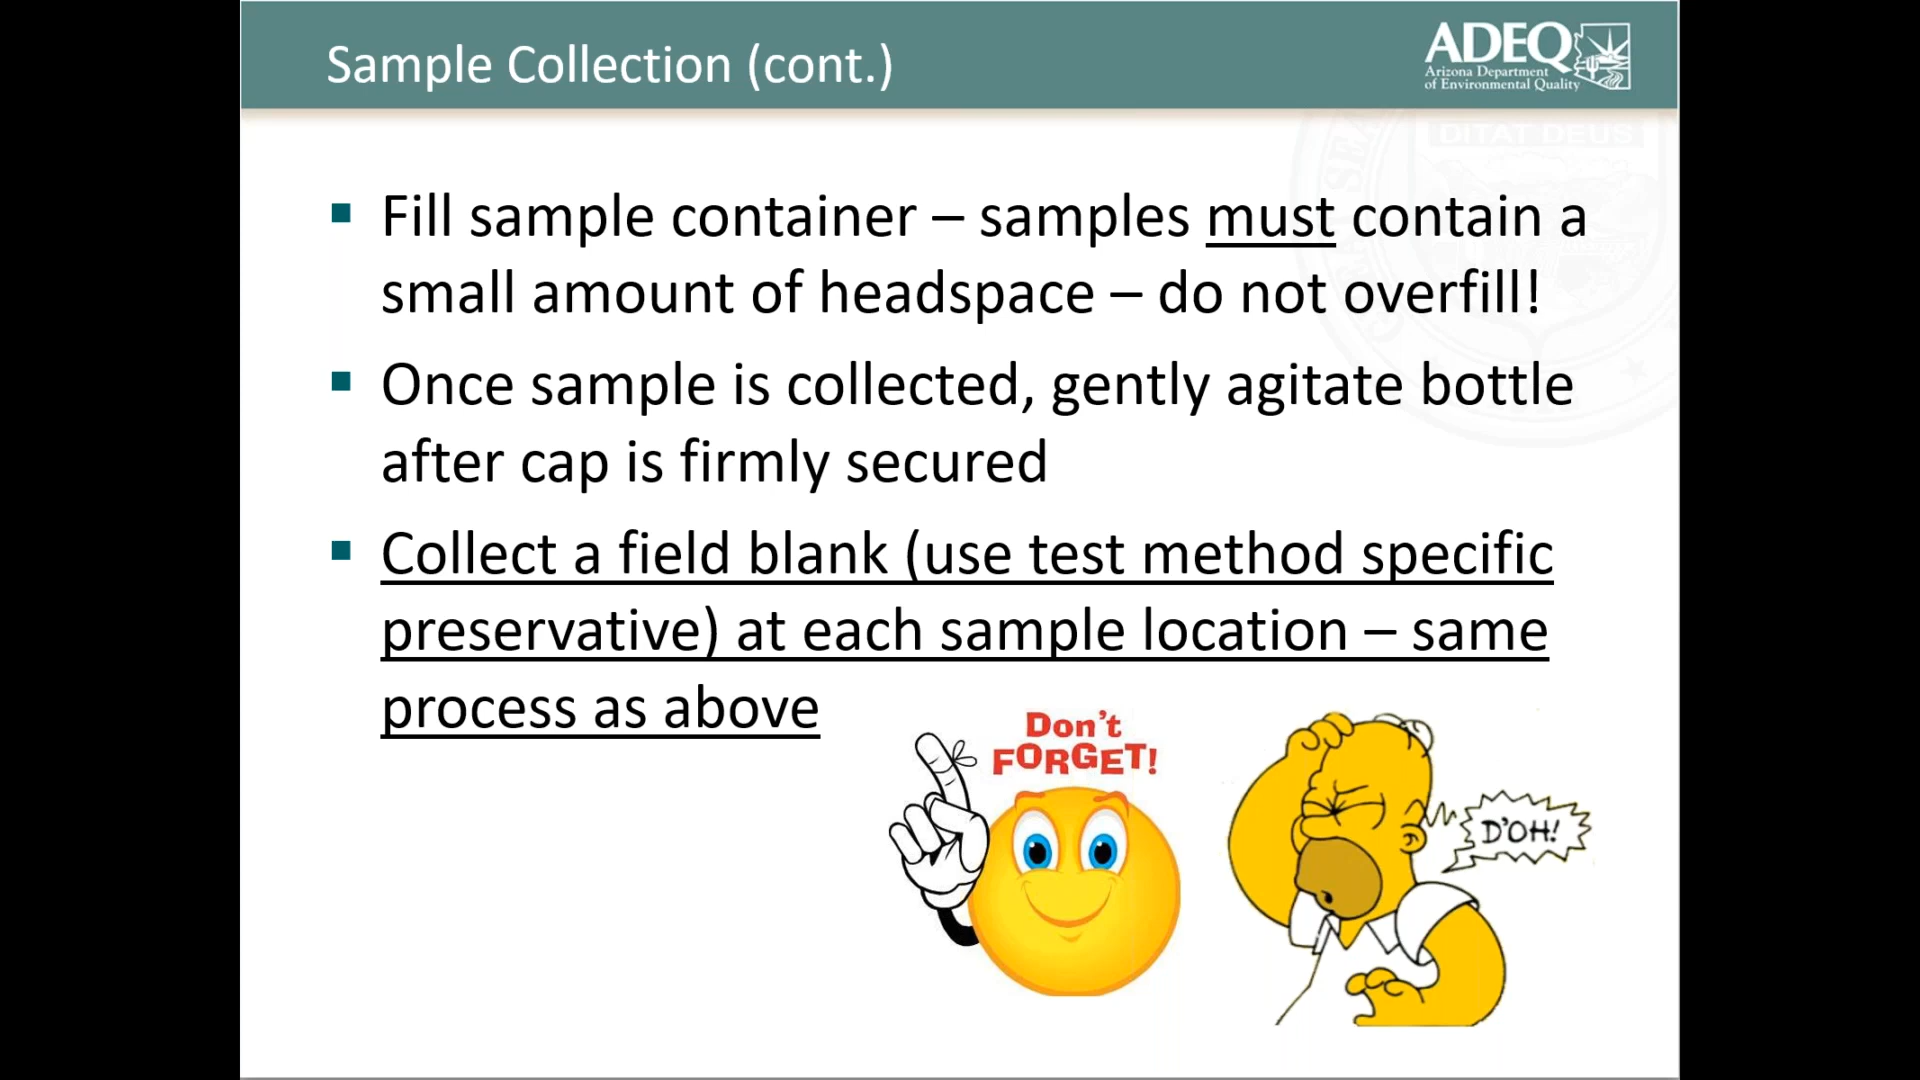 Sample Collection (cont.)
ADEQ
Arizona Department
of Environmental Quality
DITAT DEUS
Fill sample container – samples must contain a
small amount of headspace – do not overfill!
Once sample is collected, gently agitate bottle
after cap is firmly secured
Collect a field blank (use test method specific
preservative) at each sample location – same
process as above
Don't
FORGET!
D'OH!